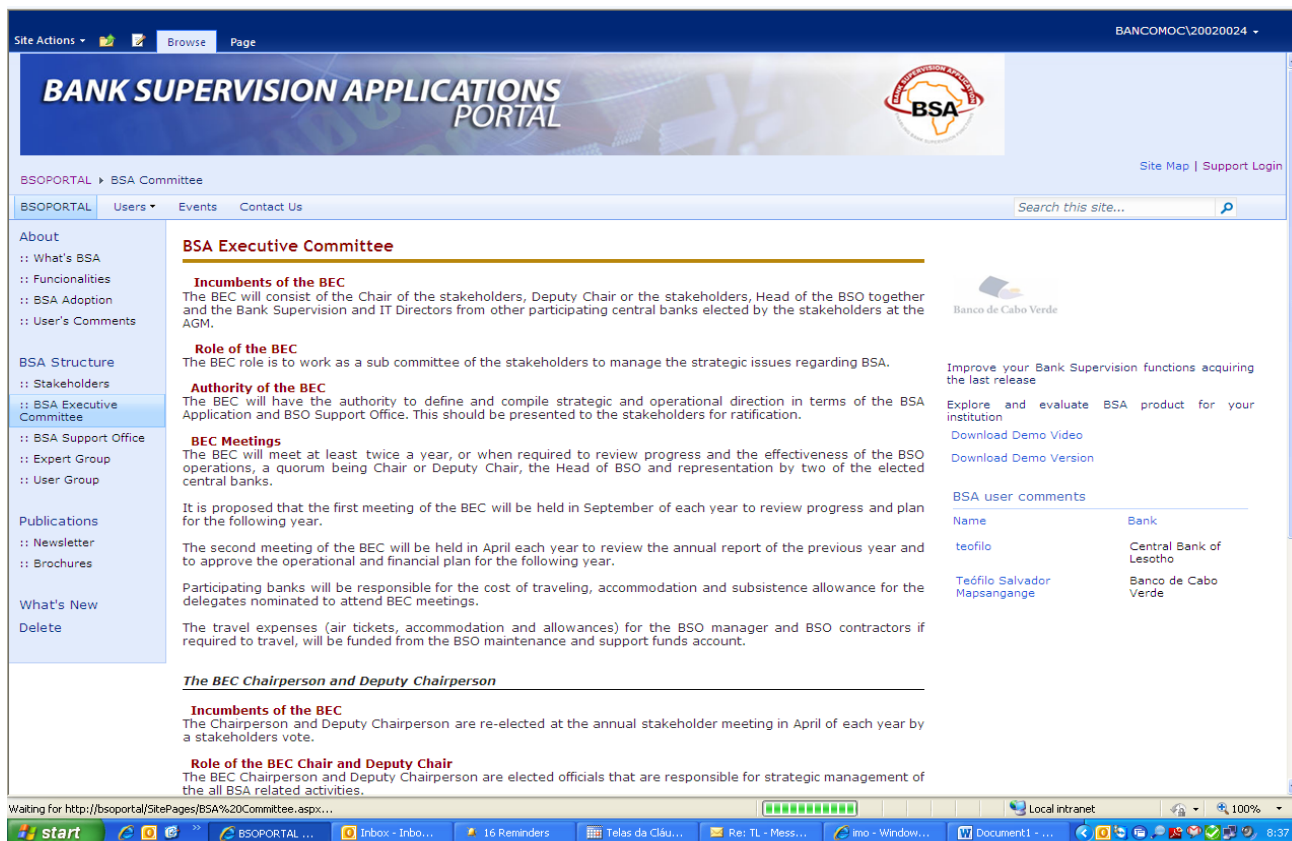 Site Actions
Browse
Page
BANCOMOC\20020024
BANK SUPERVISION APPLICATIONS
PORTAL
BSA
Site Map | Support Login
BSOPORTAL
BSA Committee
BSOPORTAL
Users
Events
Contact Us
Search this site...
About
:: What's BSA
:: Funcionalities
:: BSA Adoption
:: User's Comments
BSA Structure
:: Stakeholders
:: BSA Executive
Committee
:: BSA Support Office
:: Expert Group
:: User Group
Publications
:: Newsletter
:: Brochures
What's New
Delete
BSA Executive Committee
Incumbents of the BEC
The BEC will consist of the Chair of the stakeholders, Deputy Chair or the stakeholders, Head of the BSO together
and the Bank Supervision and IT Directors from other participating central banks elected by the stakeholders at the
AGM.
Role of the BEC
The BEC role is to work as a sub committee of the stakeholders to manage the strategic issues regarding BSA.
Authority of the BEC
The BEC will have the authority to define and compile strategic and operational direction in terms of the BSA
Application and BSO Support Office. This should be presented to the stakeholders for ratification.
BEC Meetings
The BEC will meet at least twice a year, or when required to review progress and the effectiveness of the BSO
operations, a quorum being Chair or Deputy Chair, the Head of BSO and representation by two of the elected
central banks.
It is proposed that the first meeting of the BEC will be held in September of each year to review progress and plan
for the following year.
The second meeting of the BEC will be held in April each year to review the annual report of the previous year and
to approve the operational and financial plan for the following year.
Participating banks will be responsible for the cost of traveling, accommodation and subsistence allowance for the
delegates nominated to attend BEC meetings.
The travel expenses (air tickets, accommodation and allowances) for the BSO manager and BSO contractors if
required to travel, will be funded from the BSO maintenance and support funds account.
The BEC Chairperson and Deputy Chairperson
Incumbents of the BEC
The Chairperson and Deputy Chairperson are re-elected at the annual stakeholder meeting in April of each year by
a stakeholders vote.
Role of the BEC Chair and Deputy Chair
The BEC Chairperson and Deputy Chairperson are elected officials that are responsible for strategic management of
the all BSA related activities.
Banco de Cabo Verde
Improve your Bank Supervision functions acquiring
the last release
Explore and evaluate BSA product for your
institution
Download Demo Video
Download Demo Version
BSA user comments
Name Bank
teofilo Central Bank of
Lesotho
Teófilo Salvador Banco de Cabo
Mapsangange Verde
Waiting for http://bsoportal/SitePages/BSA%20Committee.aspx...
Local intranet
100%
start
BSOPORTAL ...
Inbox - Inbo...
16 Reminders
Telas da Cláu...
Re: TL - Mess...
imo - Window...
Document1 - ...
8:37